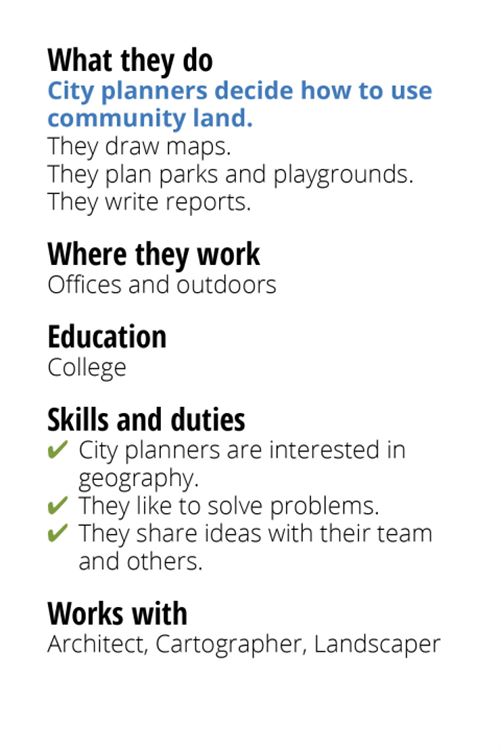 What they do
City planners decide how to use
community land.
They draw maps.
They plan parks and playgrounds.
They write reports.
Where they work
Offices and outdoors
Education
College
Skills and duties
✔ City planners are interested in
geography.
✔ They like to solve problems.
✔ They share ideas with their team
and others.
Works with
Architect, Cartographer, Landscaper